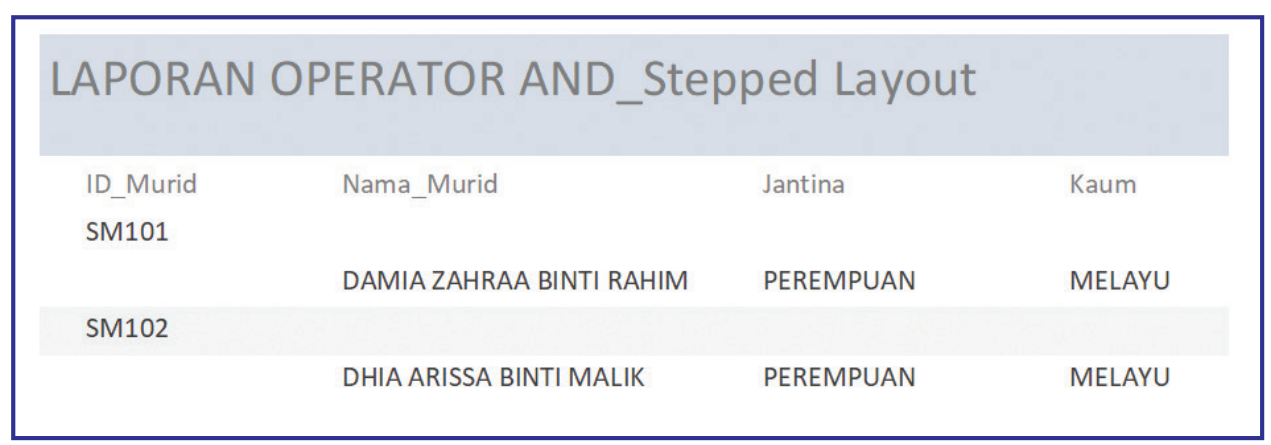 LAPORAN OPERATOR AND_Stepped Layout
ID_Murid Nama_Murid Jantina Kaum
SM101
DAMIA ZAHRAA BINTI RAHIM PEREMPUAN MELAYU
SM102
DHIA ARISSA BINTI MALIK PEREMPUAN MELAYU